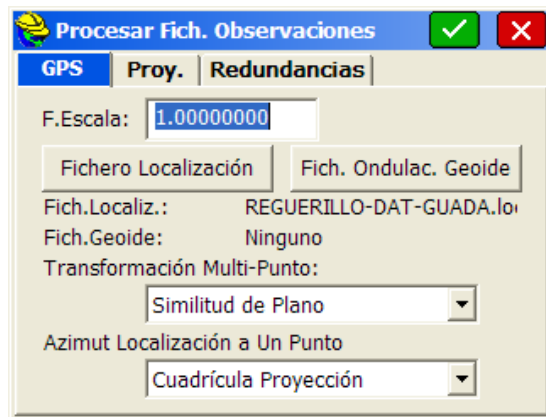 Procesar Fich. Observaciones
GPS Proy. Redundancias
F.Escala: 1.00000000
Fichero Localización Fich. Ondulac. Geoide
Fich.Localiz.: REGUERILLO-DAT-GUADA.lo
Fich.Geoide: Ninguno
Transformación Multi-Punto:
Similitud de Plano
Azimut Localización a Un Punto
Cuadrícula Proyección